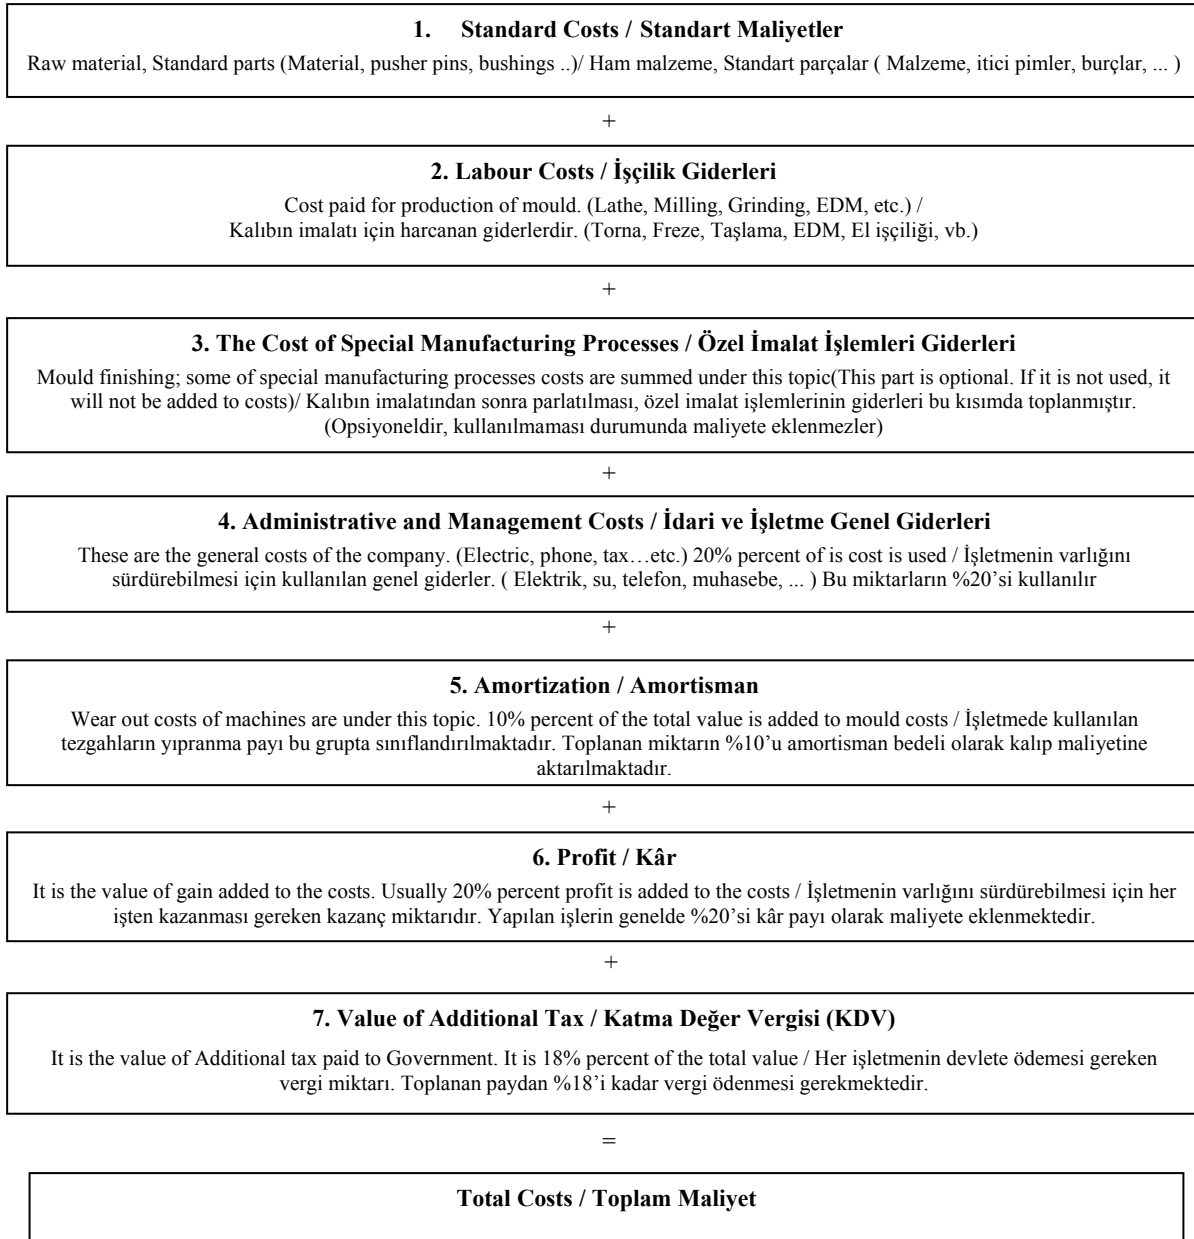 1. Standard Costs / Standart Maliyetler
Raw material, Standard parts (Material, pusher pins, bushings ..)/ Ham malzeme, Standart parçalar ( Malzeme, itici pimler, burçlar, ... )
+
2. Labour Costs / İşçilik Giderleri
Cost paid for production of mould. (Lathe, Milling, Grinding, EDM, etc.) /
Kalıbın imalatı için harcanan giderlerdir. (Torna, Freze, Taşlama, EDM, El işçiliği, vb.)
+
3. The Cost of Special Manufacturing Processes / Özel İmalat İşlemleri Giderleri
Mould finishing; some of special manufacturing processes costs are summed under this topic(This part is optional. If it is not used, it
will not be added to costs)/ Kalıbın imalatından sonra parlatılması, özel imalat işlemlerinin giderleri bu kısımda toplanmıştır.
(Opsiyoneldir, kullanılmaması durumunda maliyete eklenmezler)
+
4. Administrative and Management Costs / İdari ve İşletme Genel Giderleri
These are the general costs of the company. (Electric, phone, tax…etc.) 20% percent of is cost is used / İşletmenin varlığını
sürdürebilmesi için kullanılan genel giderler. ( Elektrik, su, telefon, muhasebe, ... ) Bu miktarların %20’si kullanılır
+
5. Amortization / Amortisman
Wear out costs of machines are under this topic. 10% percent of the total value is added to mould costs / İşletmede kullanılan
tezgahların yıpranma payı bu grupta sınıflandırılmaktadır. Toplanan miktarın %10’u amortisman bedeli olarak kalıp maliyetine
aktarılmaktadır.
+
6. Profit / Kâr
It is the value of gain added to the costs. Usually 20% percent profit is added to the costs / İşletmenin varlığını sürdürebilmesi için her
işten kazanması gereken kazanç miktarıdır. Yapılan işlerin genelde %20’si kâr payı olarak maliyete eklenmektedir.
+
7. Value of Additional Tax / Katma Değer Vergisi (KDV)
It is the value of Additional tax paid to Government. It is 18% percent of the total value / Her işletmenin devlete ödemesi gereken
vergi miktarı. Toplanan paydan %18’i kadar vergi ödenmesi gerekmektedir.
=
Total Costs / Toplam Maliyet